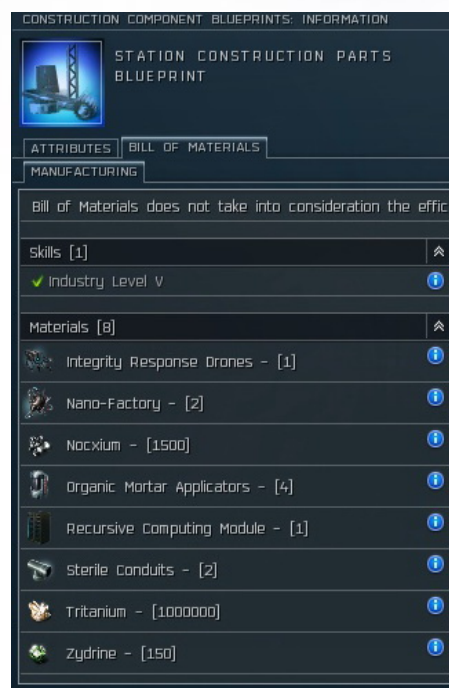 CONSTRUCTION COMPONENT BLUEPRINTS: INFORMATION
STATION CONSTRUCTION PARTS
BLUEPRINT
ATTRIBUTES
BILL OF MATERIALS
MANUFACTURING
Bill of Materials does not take into consideration the effic
Skills [1]
Industry Level V
Materials [8]
Integrity Response Drones - [1]
Nano-Factory - [2]
Nocxium - [1500]
Organic Mortar Applicators - [4]
Recursive Computing Module - [1]
Sterile Conduits - [2]
Tritanium - [1000000]
Zydrine - [150]